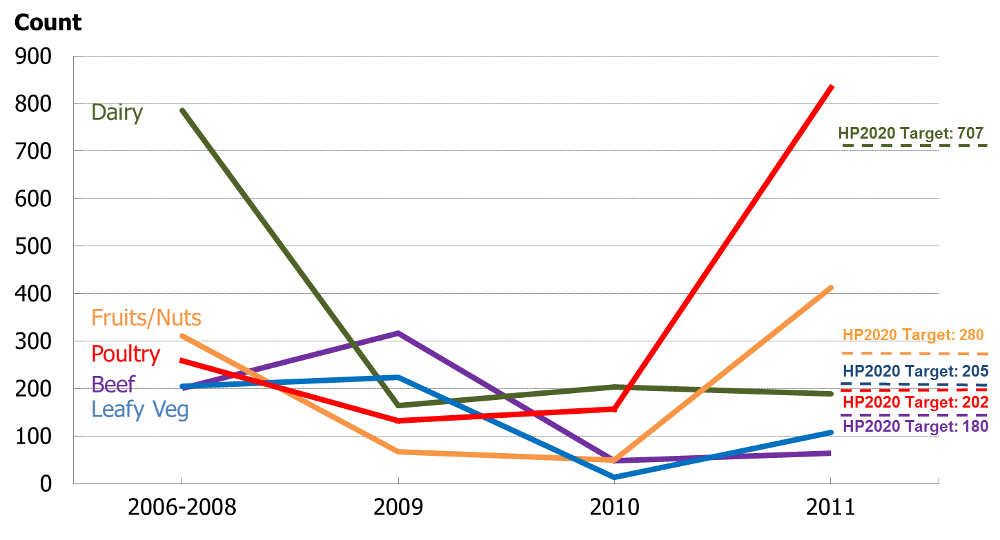 Count
900
800
700
600
500
400
300
200
100
0
Dairy
Fruits/Nuts
Poultry
Beef
Leafy Veg
HP2020 Target: 707
HP2020 Target: 280
HP2020 Target: 205
HP2020 Target: 202
HP2020 Target: 180
2006-2008 2009 2010 2011